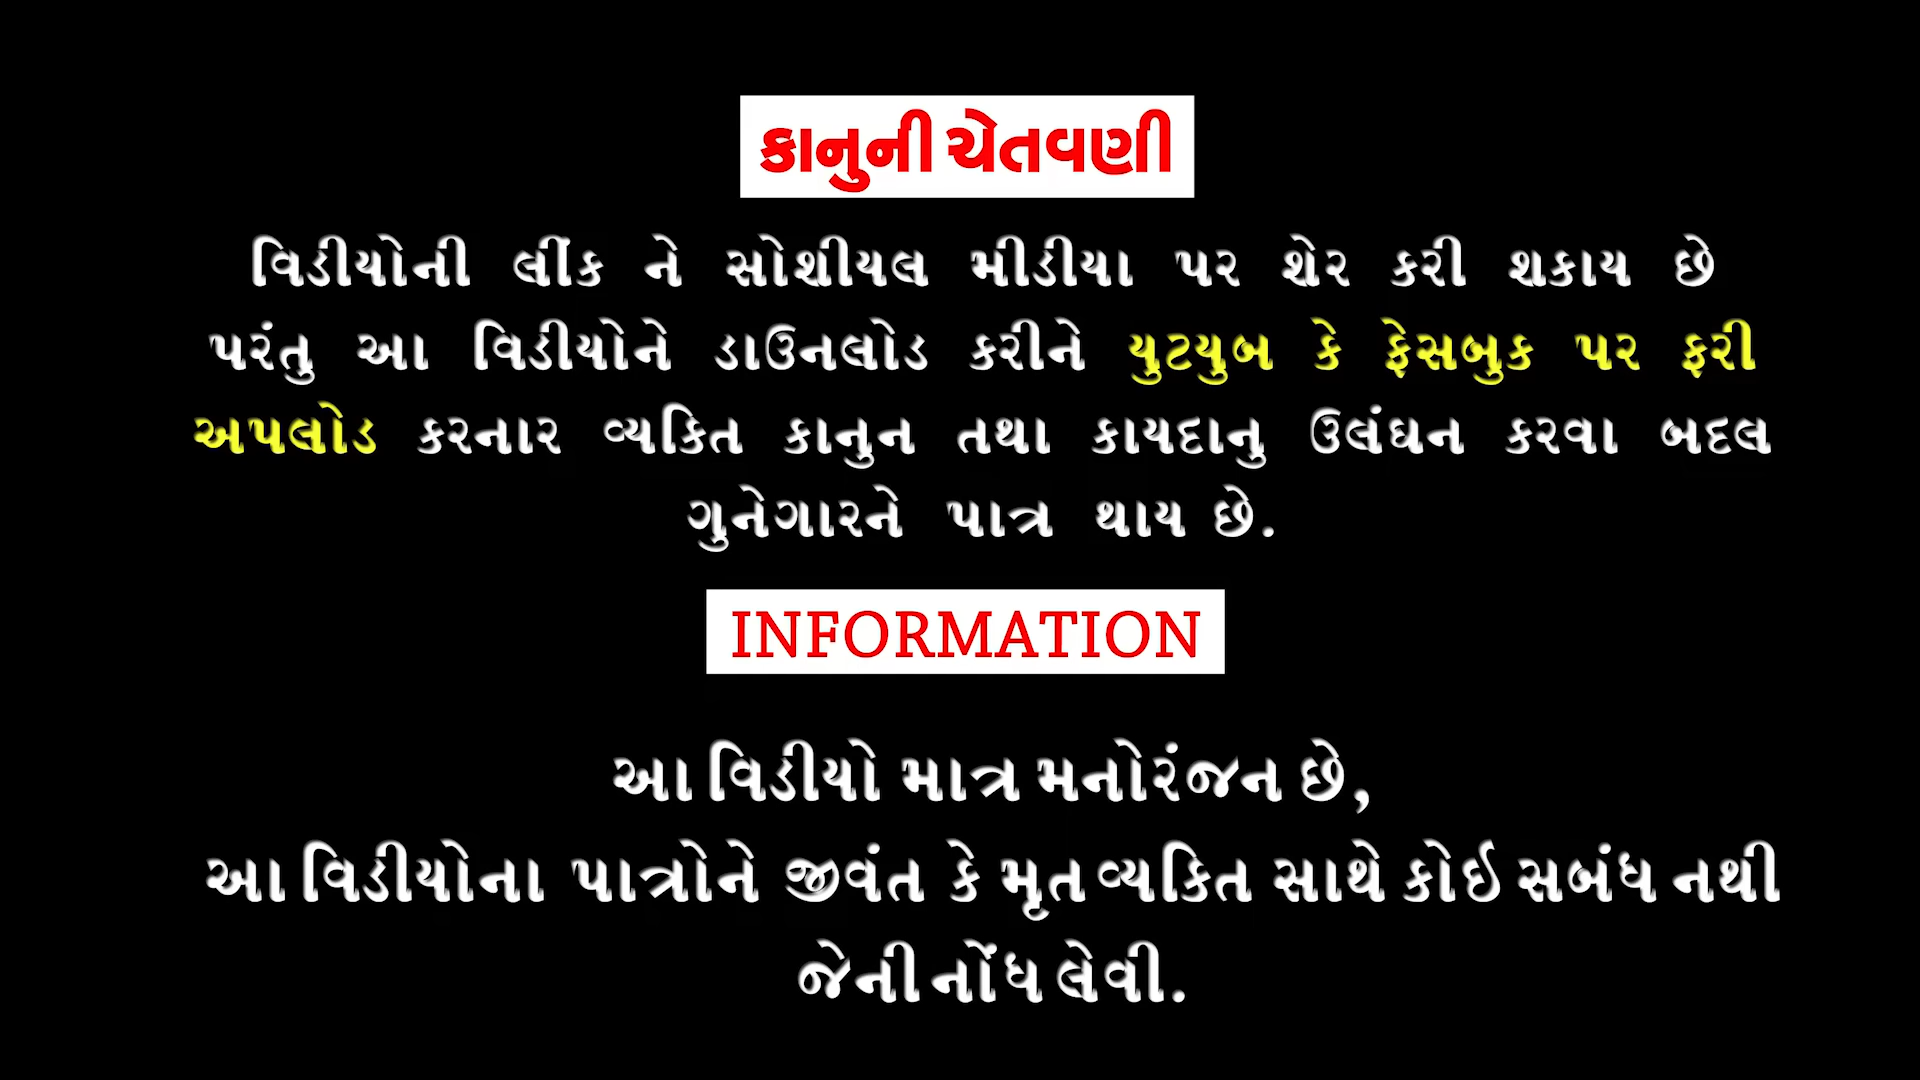 કાનુની ચેતવણી
વિડીયોની લીંક ને સોશીયલ મીડીયા પર શેર કરી શકાય છે
પરંતુ આ વિડીયોને ડાઉનલોડ કરીને યુટયુબ કે ફેસબુક પર ફરી
અપલોડ કરનાર વ્યકિત કાનુન તથા કાયદાનુ ઉલંઘન કરવા બદલ
ગુનેગારને પાત્ર થાય છે.
INFORMATION
આ વિડીયો માત્ર મનોરંજન છે,
આ વિડીયોના પાત્રોને જીવંત કે મૃત વ્યકિત સાથે કોઇ સબંધ નથી
જેની નોંધ લેવી.